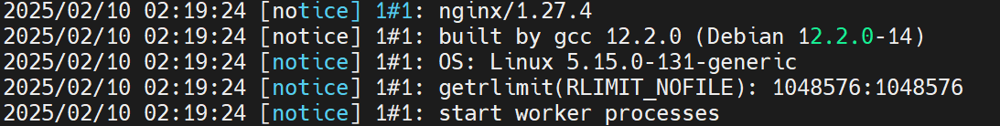 2025/02/10 02:19:24 [notice] 1#1: nginx/1.27.4
2025/02/10 02:19:24 [notice] 1#1: built by gcc 12.2.0 (Debian 12.2.0-14)
2025/02/10 02:19:24 [notice] 1#1: OS: Linux 5.15.0-131-generic
2025/02/10 02:19:24 [notice] 1#1: getrlimit(RLIMIT_NOFILE): 1048576:1048576
2025/02/10 02:19:24 [notice] 1#1: start worker processes